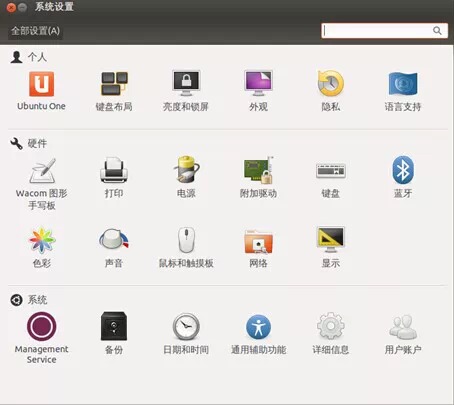 系统设置
全部设置(A)
个人
Ubuntu One
键盘布局
亮度和锁屏
外观
隐私
语言支持
硬件
Wacom 图形
手写板
打印
电源
附加驱动
键盘
蓝牙
色彩
声音
鼠标和触摸板
网络
显示
系统
Management
Service
备份
日期和时间
通用辅助功能
详细信息
用户账户